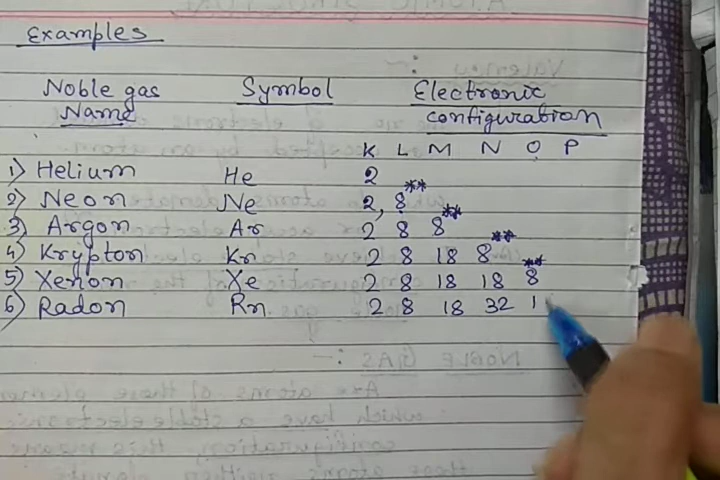 Examples
Noble gas Symbol Electronic
Name configuration
K L M N O P
1) Helium He 2
2) Neon Ne 2, 8**
3) Argon Ar 2 8 8**
4) Krypton Kr 2 8 18 8**
5) Xenon Xe 2 8 18 18 8**
6) Radon Rn 2 8 18 32 1
NOBLE GAS :-